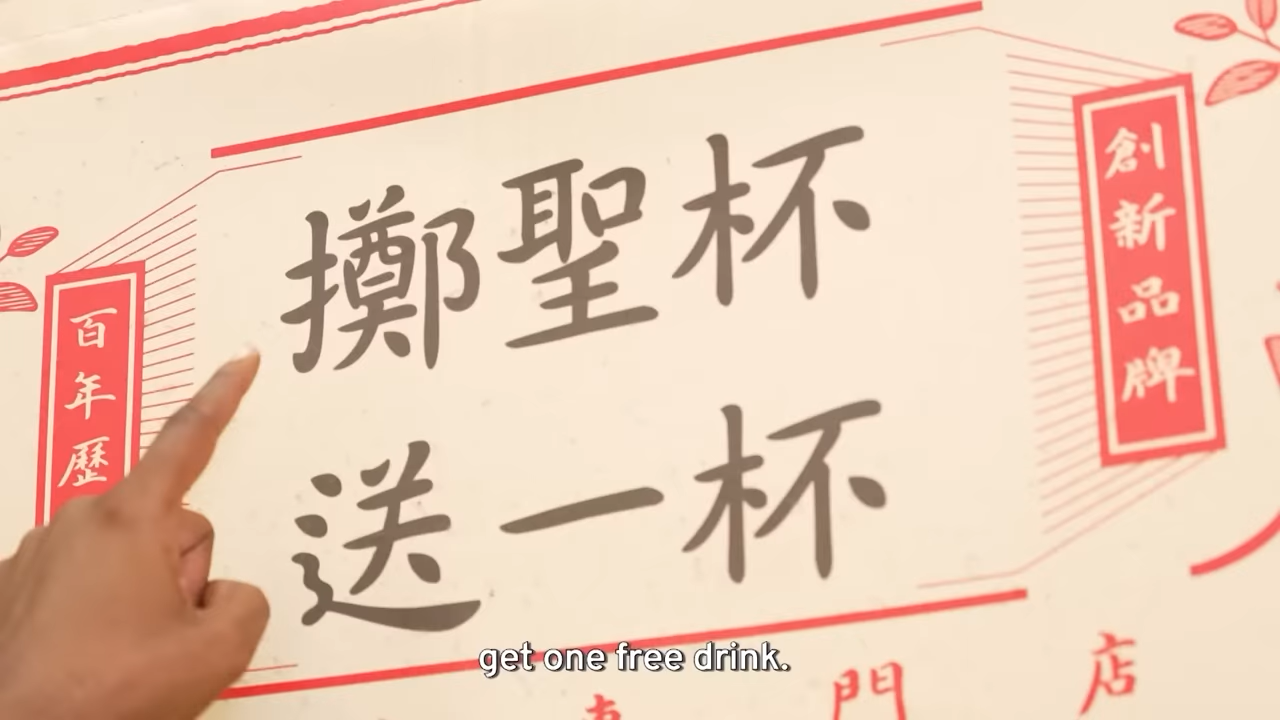 創新品牌
擲聖杯
送一杯
百年歷
門店
get one free drink.